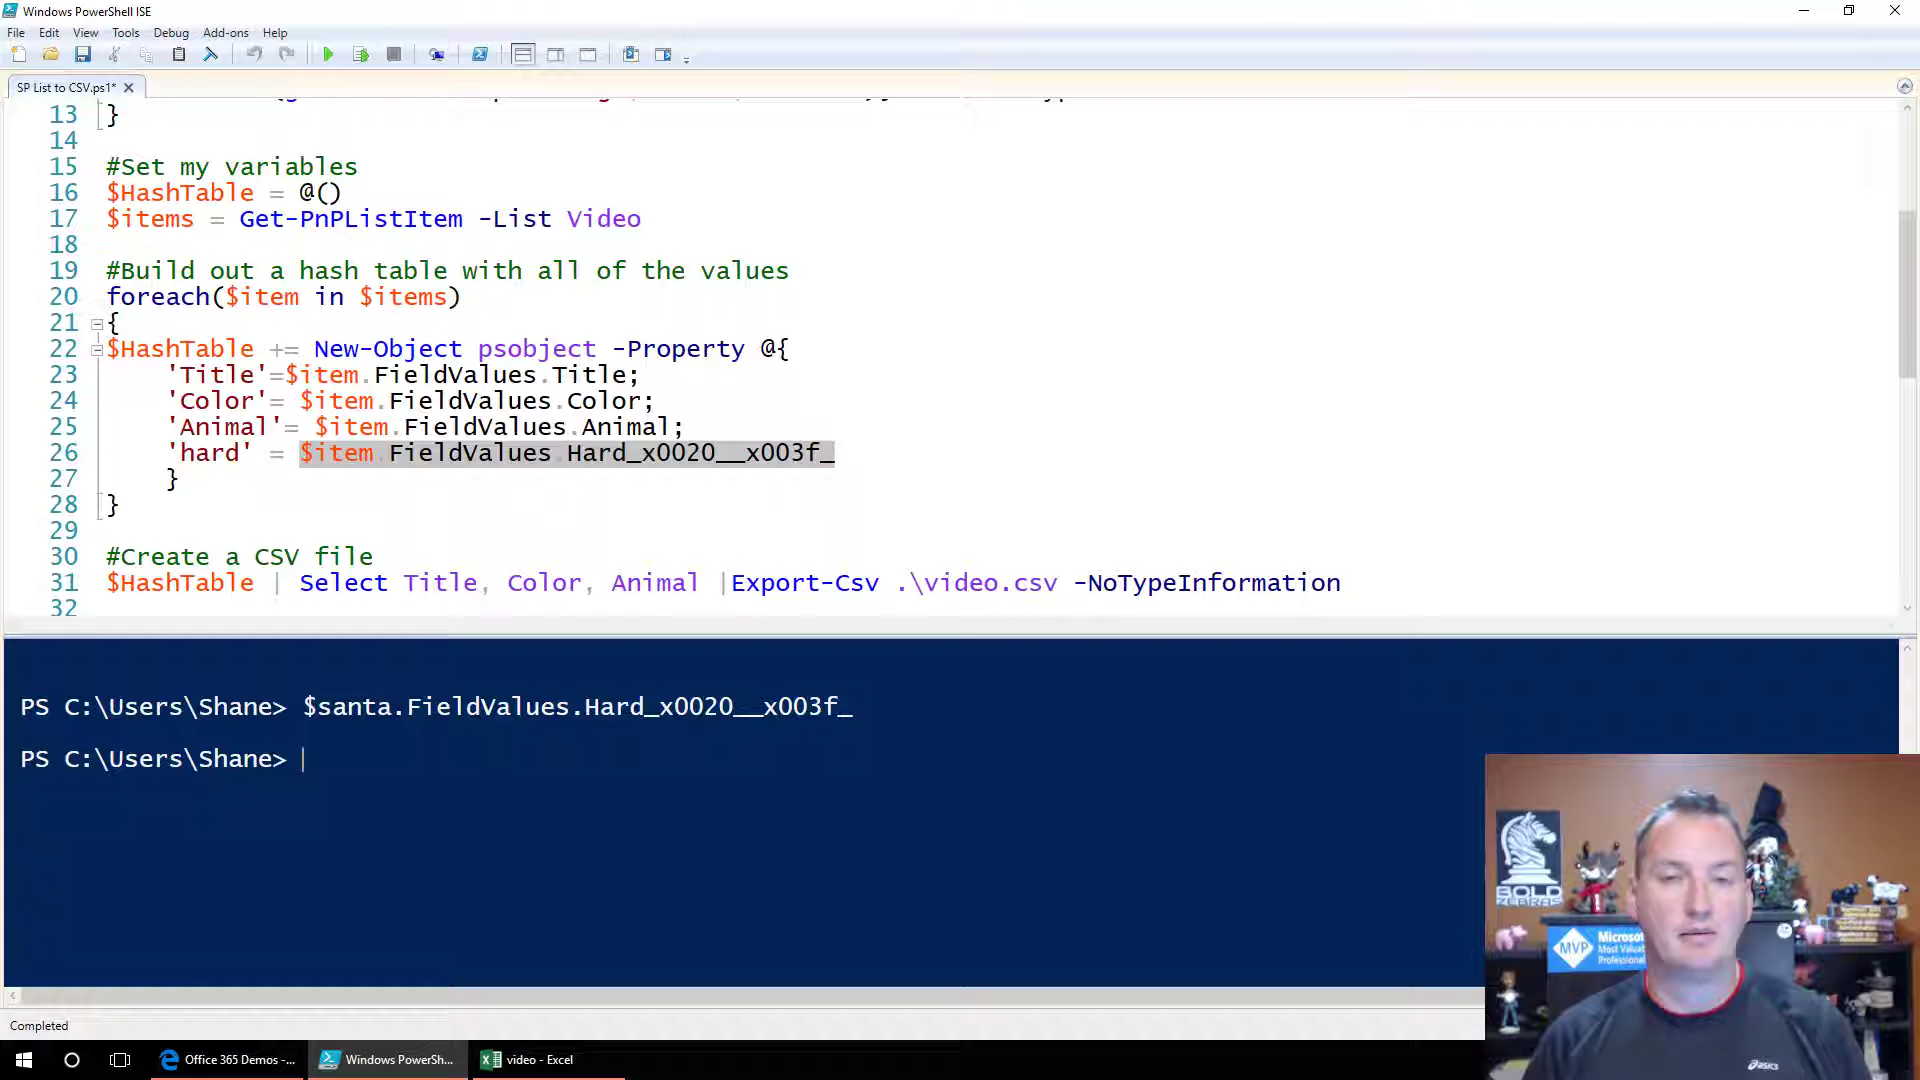 Windows PowerShell ISE
File Edit View Tools Debug Add-ons Help
SP List to CSV.ps1*
13 }
14
15 #Set my variables
16 $HashTable = @()
17 $items = Get-PnPListItem -List Video
18
19 #Build out a hash table with all of the values
20 foreach($item in $items)
21 {
22 $HashTable += New-Object psobject -Property @{
23 'Title'=$item.FieldValues.Title;
24 'Color'= $item.FieldValues.Color;
25 'Animal'= $item.FieldValues.Animal;
26 'hard' = $item.FieldValues.Hard_x0020__x003f_
27 }
28 }
29
30 #Create a CSV file
31 $HashTable | Select Title, Color, Animal |Export-Csv .\video.csv -NoTypeInformation
32
PS C:\Users\Shane> $santa.FieldValues.Hard_x0020__x003f_
PS C:\Users\Shane>
BOLD
ZEBRAS
MVP
Most
Professional
Completed
Office 365 Demos -...
Windows PowerSh...
video - Excel